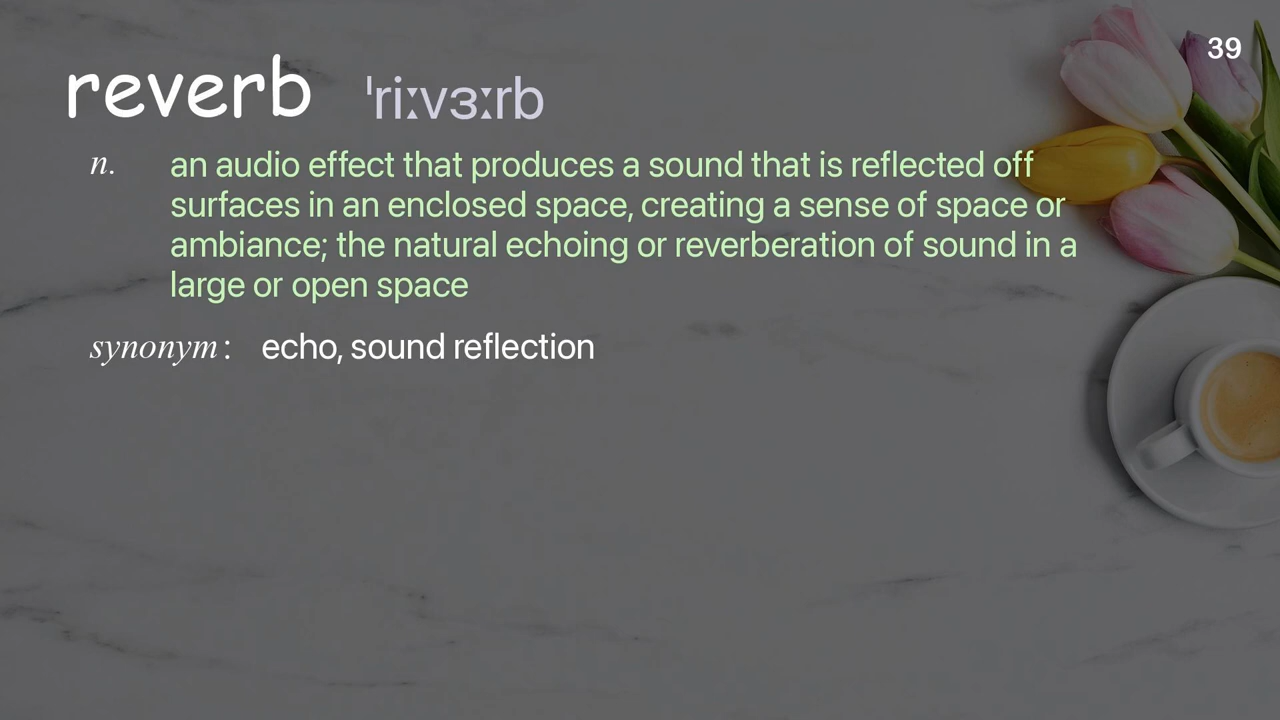 39
reverb ˈriːvɜːrb
n. an audio effect that produces a sound that is reflected off
surfaces in an enclosed space, creating a sense of space or
ambiance; the natural echoing or reverberation of sound in a
large or open space
synonym: echo, sound reflection